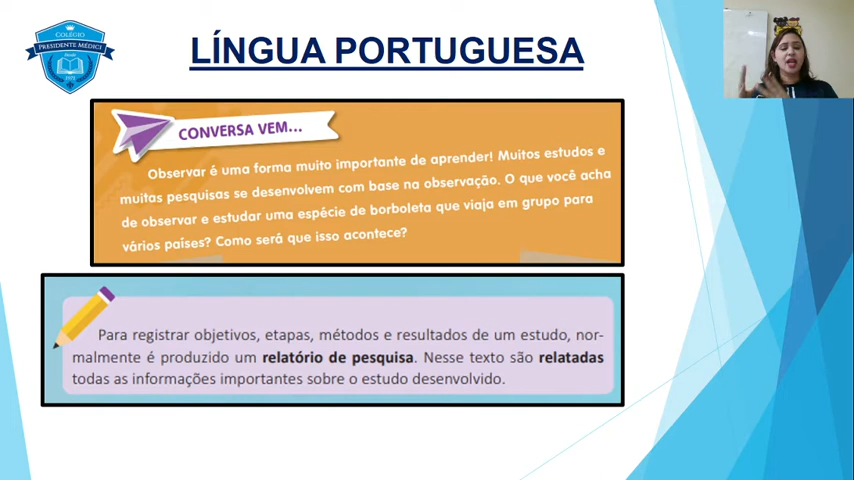 COLÉGIO
PRESIDENTE MÉDICI
LÍNGUA PORTUGUESA
CONVERSA VEM...
Observar é uma forma muito importante de aprender! Muitos estudos e
muitas pesquisas se desenvolvem com base na observação. O que você acha
de observar e estudar uma espécie de borboleta que viaja em grupo para
vários países? Como será que isso acontece?
Para registrar objetivos, etapas, métodos e resultados de um estudo, nor-
malmente é produzido um relatório de pesquisa. Nesse texto são relatadas
todas as informações importantes sobre o estudo desenvolvido.